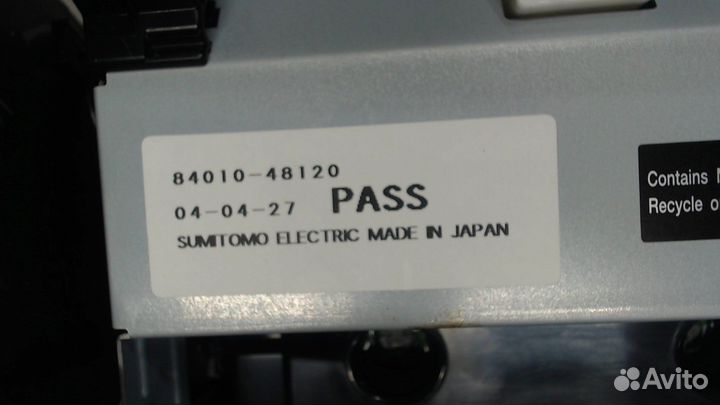 84010-48120
04-04-27 PASS
SUMITOMO ELECTRIC MADE IN JAPAN
Contains
Recycle
Avito